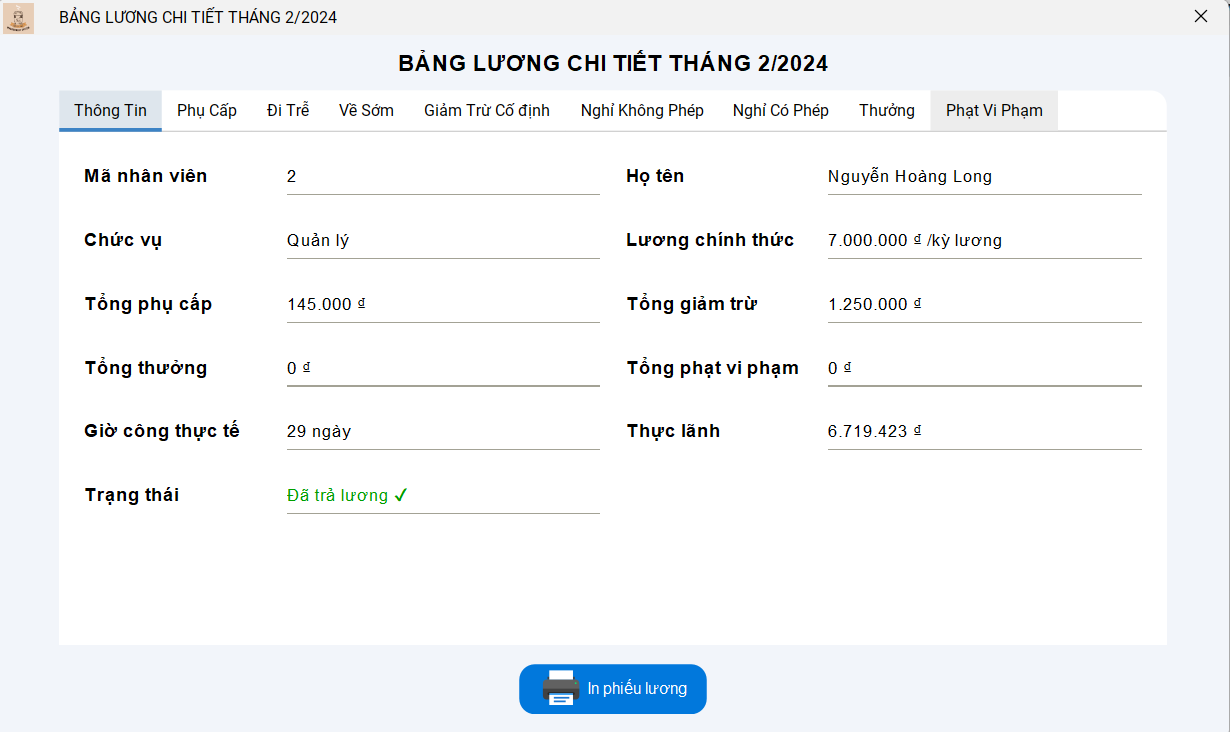 BẢNG LƯƠNG CHI TIẾT THÁNG 2/2024
BẢNG LƯƠNG CHI TIẾT THÁNG 2/2024
Thông Tin Phụ Cấp Đi Trễ Về Sớm Giảm Trừ Cố định Nghỉ Không Phép Nghỉ Có Phép Thưởng Phạt Vi Phạm
Mã nhân viên 2 Họ tên Nguyễn Hoàng Long
Chức vụ Quản lý Lương chính thức 7.000.000 ₫ /kỳ lương
Tổng phụ cấp 145.000 ₫ Tổng giảm trừ 1.250.000 ₫
Tổng thưởng 0 ₫ Tổng phạt vi phạm 0 ₫
Giờ công thực tế 29 ngày Thực lãnh 6.719.423 ₫
Trạng thái Đã trả lương ✓
In phiếu lương